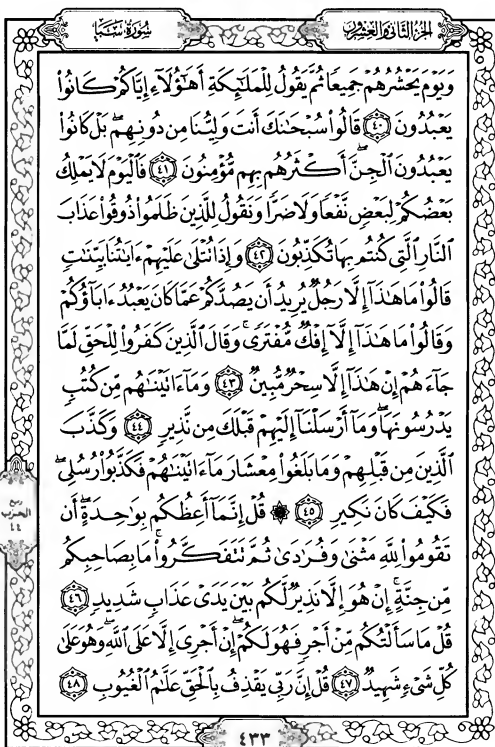 الجزء الثاني والعشرون
سورة سبأ
وَيَوْمَ يَحْشُرُهُمْ جَمِيعًا ثُمَّ يَقُولُ لِلْمَلَٰٓئِكَةِ أَهَٰٓؤُلَآءِ إِيَّاكُمْ كَانُوا۟
يَعْبُدُونَ ٤٠ قَالُوا۟ سُبْحَٰنَكَ أَنتَ وَلِيُّنَا مِن دُونِهِم ۖ بَلْ كَانُوا۟
يَعْبُدُونَ ٱلْجِنَّ ۖ أَكْثَرُهُم بِهِم مُّؤْمِنُونَ ٤١ فَٱلْيَوْمَ لَا يَمْلِكُ
بَعْضُكُمْ لِبَعْضٍ نَّفْعًا وَلَا ضَرًّا وَنَقُولُ لِلَّذِينَ ظَلَمُوا۟ ذُوقُوا۟ عَذَابَ
ٱلنَّارِ ٱلَّتِى كُنتُم بِهَا تُكَذِّبُونَ ٤٢ وَإِذَا تُتْلَىٰ عَلَيْهِمْ ءَايَٰتُنَا بَيِّنَٰتٍ
قَالُوا۟ مَا هَٰذَآ إِلَّا رَجُلٌ يُرِيدُ أَن يَصُدَّكُمْ عَمَّا كَانَ يَعْبُدُ ءَابَآؤُكُمْ
وَقَالُوا۟ مَا هَٰذَآ إِلَّآ إِفْكٌ مُّفْتَرًى ۚ وَقَالَ ٱلَّذِينَ كَفَرُوا۟ لِلْحَقِّ لَمَّا
جَآءَهُمْ إِنْ هَٰذَآ إِلَّا سِحْرٌ مُّبِينٌ ٤٣ وَمَآ ءَاتَيْنَٰهُم مِّن كُتُبٍ
يَدْرُسُونَهَا ۖ وَمَآ أَرْسَلْنَآ إِلَيْهِمْ قَبْلَكَ مِن نَّذِيرٍ ٤٤ وَكَذَّبَ
ٱلَّذِينَ مِن قَبْلِهِمْ وَمَا بَلَغُوا۟ مِعْشَارَ مَآ ءَاتَيْنَٰهُمْ فَكَذَّبُوا۟ رُسُلِى ۖ
فَكَيْفَ كَانَ نَكِيرِ ٤٥ ۞ قُلْ إِنَّمَآ أَعِظُكُم بِوَٰحِدَةٍ ۖ أَن
تَقُومُوا۟ لِلَّهِ مَثْنَىٰ وَفُرَٰدَىٰ ثُمَّ تَتَفَكَّرُوا۟ ۚ مَا بِصَاحِبِكُم
مِّن جِنَّةٍ ۚ إِنْ هُوَ إِلَّا نَذِيرٌ لَّكُم بَيْنَ يَدَىْ عَذَابٍ شَدِيدٍ ٤٦
قُلْ مَا سَأَلْتُكُم مِّنْ أَجْرٍ فَهُوَ لَكُمْ ۖ إِنْ أَجْرِىَ إِلَّا عَلَى ٱللَّهِ ۖ وَهُوَ عَلَىٰ
كُلِّ شَىْءٍ شَهِيدٌ ٤٧ قُلْ إِنَّ رَبِّى يَقْذِفُ بِٱلْحَقِّ عَلَّٰمُ ٱلْغُيُوبِ ٤٨
ربع
الحزب
٤٤
٤٣٣